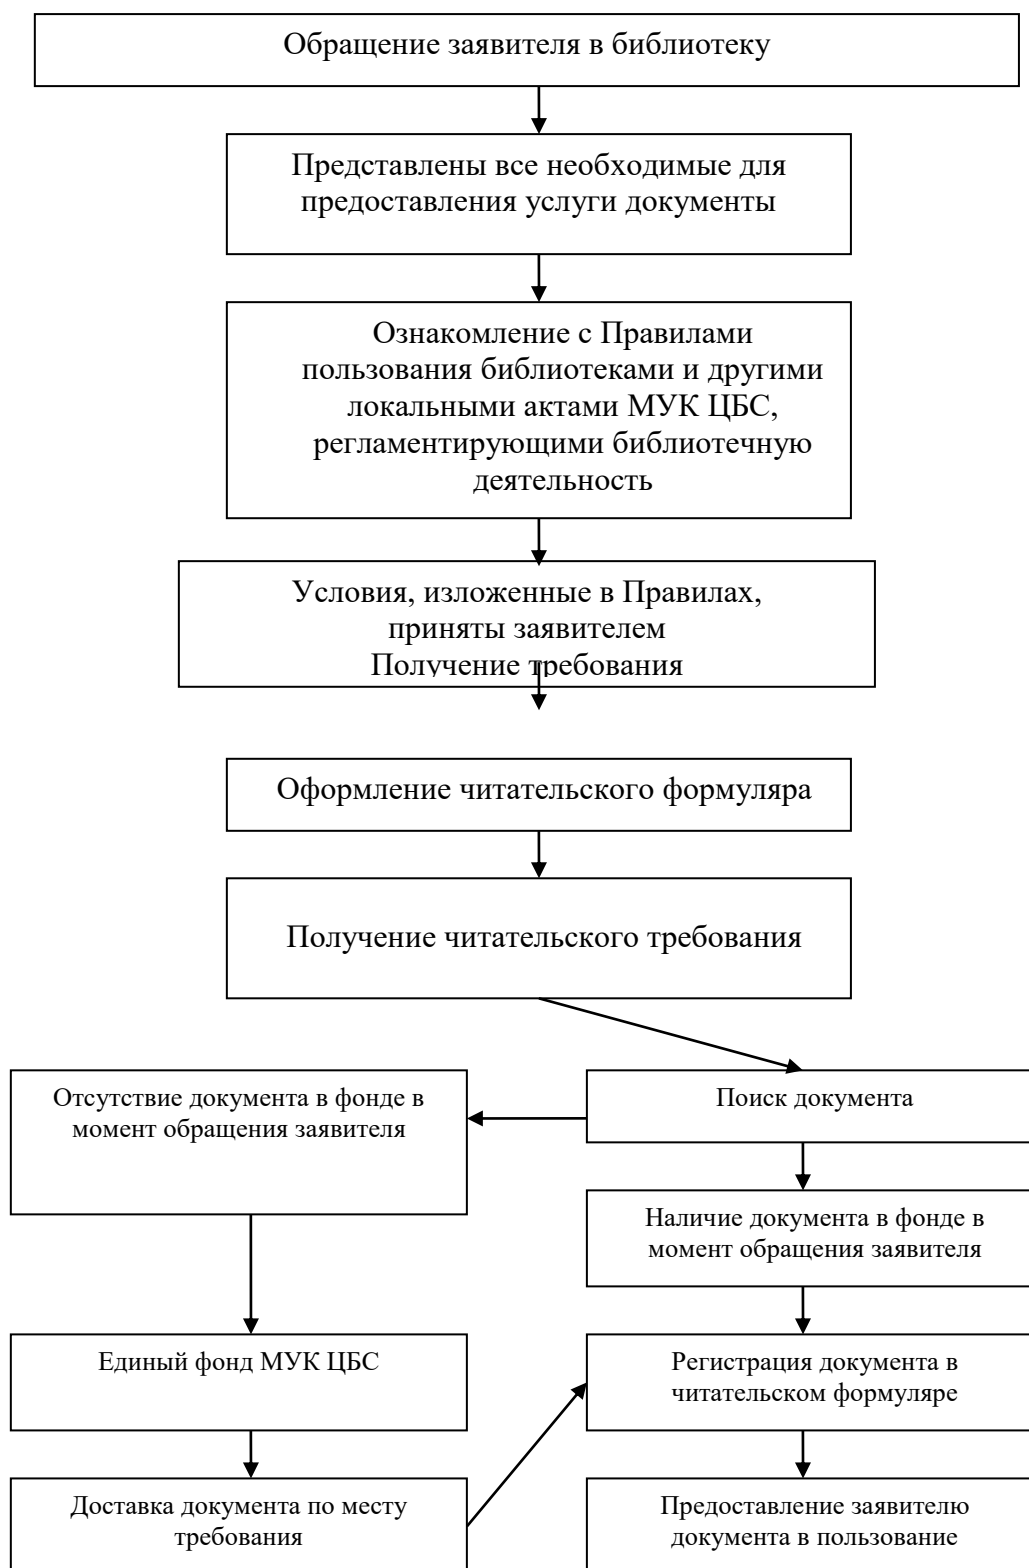 Обращение заявителя в библиотеку
Представлены все необходимые для
предоставления услуги документы
Ознакомление с Правилами
пользования библиотеками и другими
локальными актами МУК ЦБС,
регламентирующими библиотечную
деятельность
Условия, изложенные в Правилах,
приняты заявителем
Получение требования
Оформление читательского формуляра
Получение читательского требования
Отсутствие документа в фонде в
момент обращения заявителя
Поиск документа
Наличие документа в фонде в
момент обращения заявителя
Единый фонд МУК ЦБС
Регистрация документа в
читательском формуляре
Доставка документа по месту
требования
Предоставление заявителю
документа в пользование